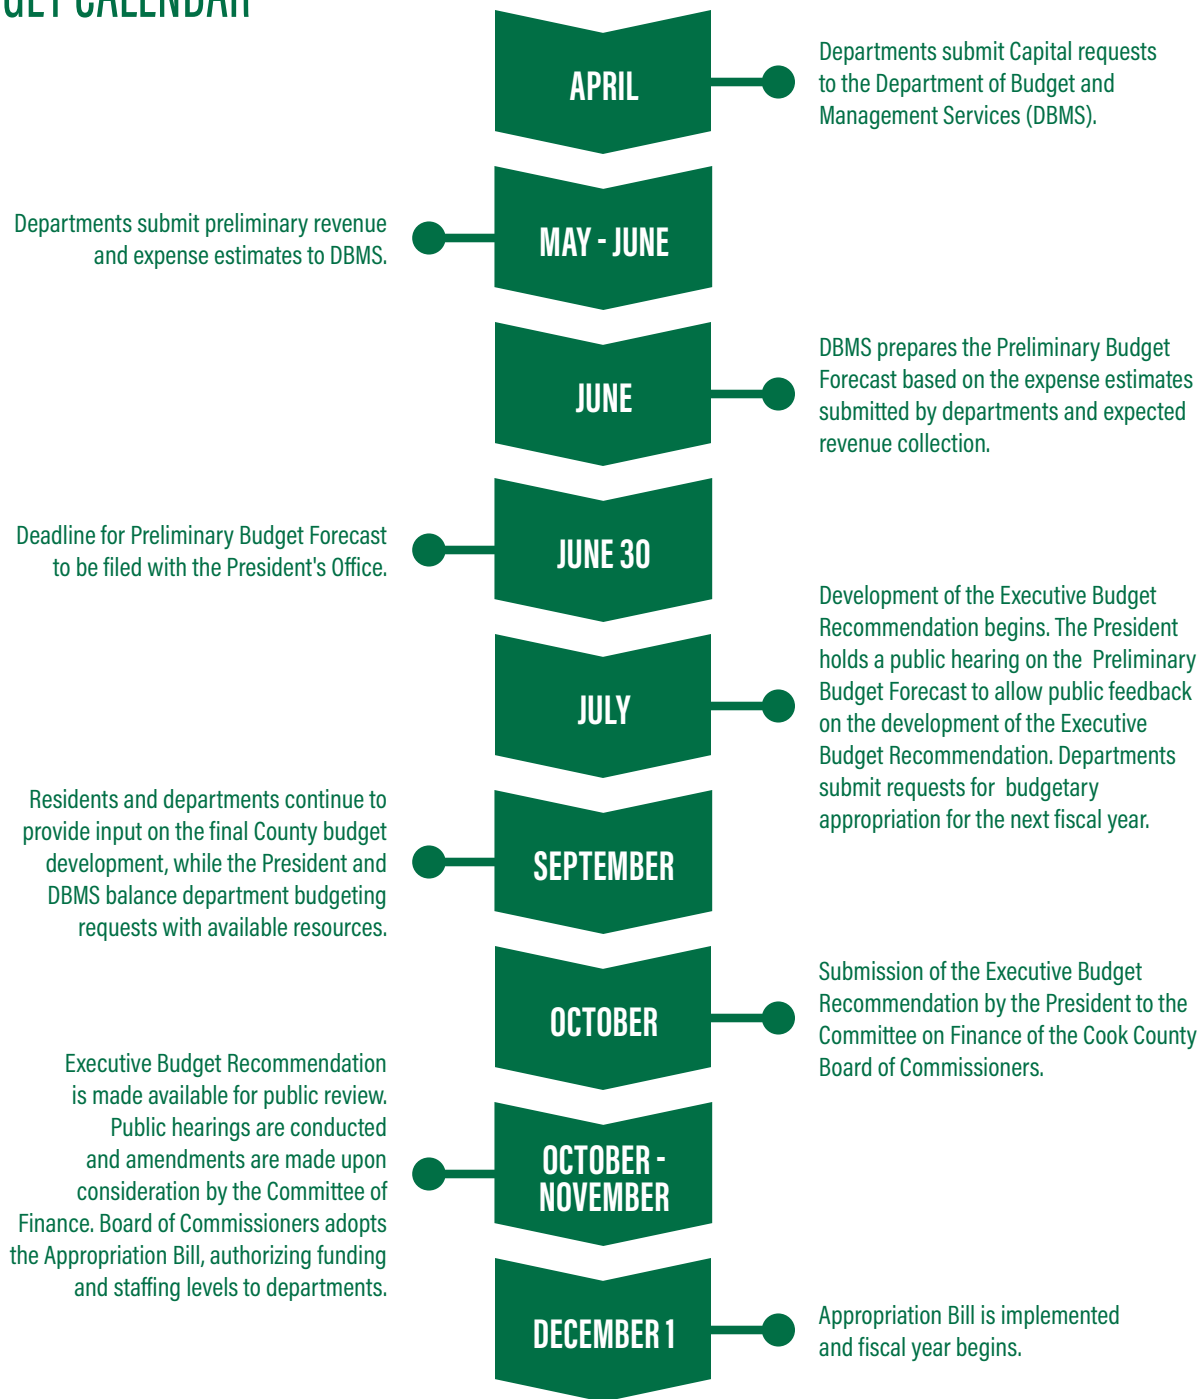 CALENDAR
APRIL
Departments submit Capital requests
to the Department of Budget and
Management Services (DBMS).
MAY - JUNE
Departments submit preliminary revenue
and expense estimates to DBMS.
JUNE
DBMS prepares the Preliminary Budget
Forecast based on the expense estimates
submitted by departments and expected
revenue collection.
JUNE 30
Deadline for Preliminary Budget Forecast
to be filed with the President's Office.
JULY
Development of the Executive Budget
Recommendation begins. The President
holds a public hearing on the Preliminary
Budget Forecast to allow public feedback
on the development of the Executive
Budget Recommendation. Departments
submit requests for budgetary
appropriation for the next fiscal year.
SEPTEMBER
Residents and departments continue to
provide input on the final County budget
development, while the President and
DBMS balance department budgeting
requests with available resources.
OCTOBER
Submission of the Executive Budget
Recommendation by the President to the
Committee on Finance of the Cook County
Board of Commissioners.
OCTOBER -
NOVEMBER
Executive Budget Recommendation
is made available for public review.
Public hearings are conducted
and amendments are made upon
consideration by the Committee of
Finance. Board of Commissioners adopts
the Appropriation Bill, authorizing funding
and staffing levels to departments.
DECEMBER 1
Appropriation Bill is implemented
and fiscal year begins.